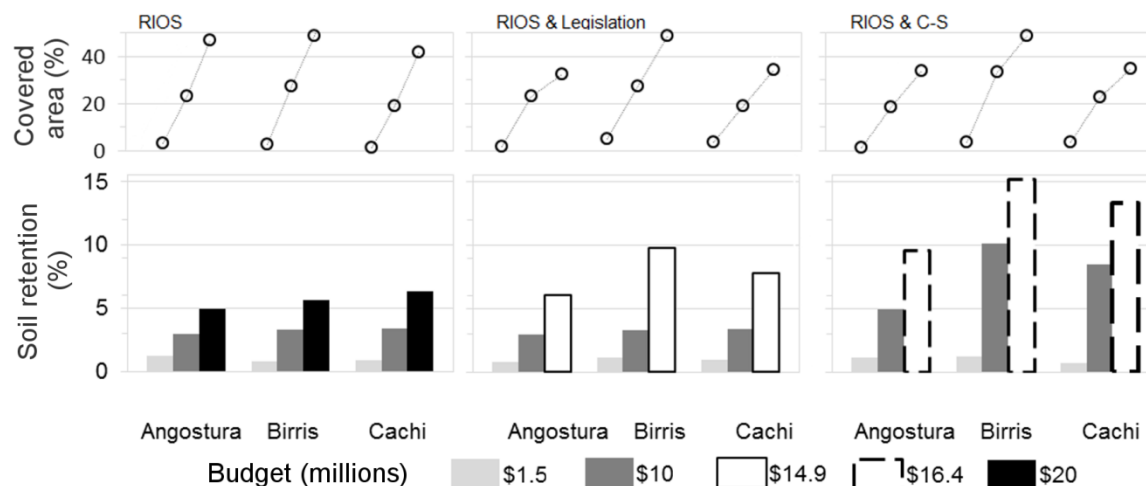 RIOS
RIOS & Legislation
RIOS & C-S
Covered
area (%)
40
20
0
Soil retention
(%)
15
10
5
0
Angostura Birris Cachi
Angostura Birris Cachi
Angostura Birris Cachi
Budget (millions) $1.5 $10 $14.9 $16.4 $20